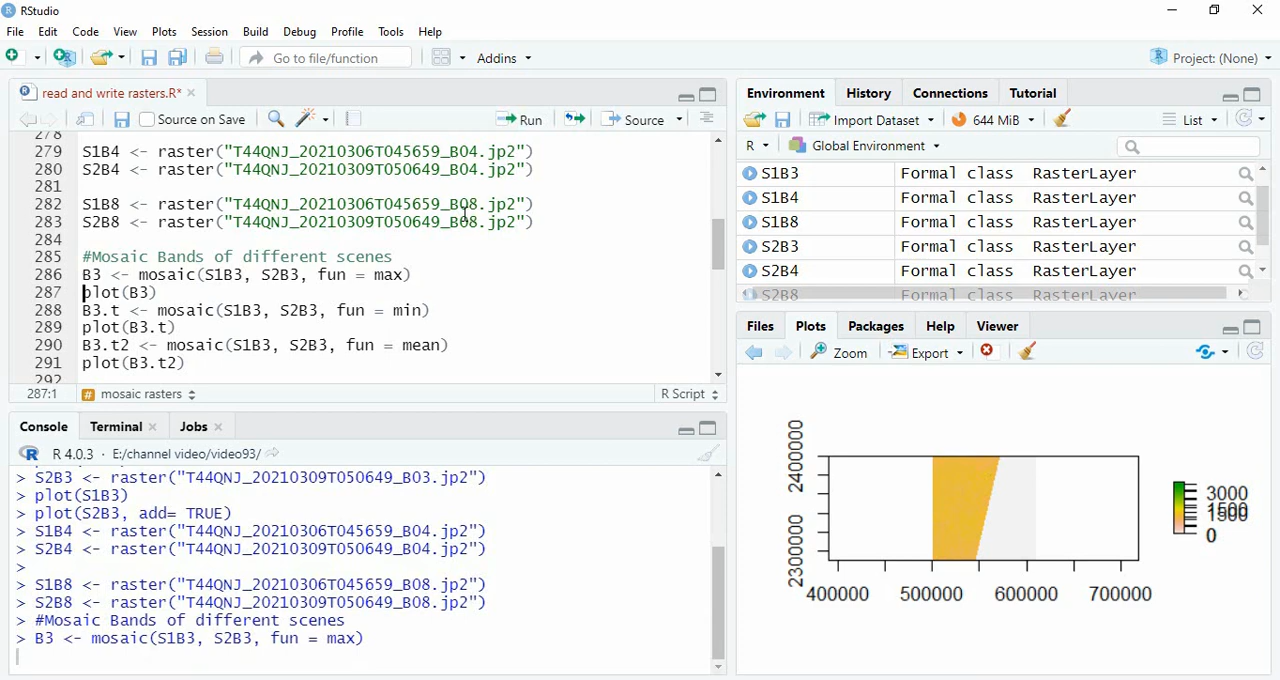 RStudio
File Edit Code View Plots Session Build Debug Profile Tools Help
Go to file/function Addins Project: (None)
read and write rasters.R*
Source on Save Run Source
278
279 S1B4 <- raster("T44QNJ_20210306T045659_B04.jp2")
280 S2B4 <- raster("T44QNJ_20210309T050649_B04.jp2")
281
282 S1B8 <- raster("T44QNJ_20210306T045659_B08.jp2")
283 S2B8 <- raster("T44QNJ_20210309T050649_B08.jp2")
284
285 #Mosaic Bands of different scenes
286 B3 <- mosaic(S1B3, S2B3, fun = max)
287 plot(B3)
288 B3.t <- mosaic(S1B3, S2B3, fun = min)
289 plot(B3.t)
290 B3.t2 <- mosaic(S1B3, S2B3, fun = mean)
291 plot(B3.t2)
292
287:1 # mosaic rasters R Script
Console Terminal Jobs
R 4.0.3 · E:/channel video/video93/
> S2B3 <- raster("T44QNJ_20210309T050649_B03.jp2")
> plot(S1B3)
> plot(S2B3, add= TRUE)
> S1B4 <- raster("T44QNJ_20210306T045659_B04.jp2")
> S2B4 <- raster("T44QNJ_20210309T050649_B04.jp2")
>
> S1B8 <- raster("T44QNJ_20210306T045659_B08.jp2")
> S2B8 <- raster("T44QNJ_20210309T050649_B08.jp2")
> #Mosaic Bands of different scenes
> B3 <- mosaic(S1B3, S2B3, fun = max)
Environment History Connections Tutorial
Import Dataset 644 MiB List
R Global Environment
S1B3 Formal class RasterLayer
S1B4 Formal class RasterLayer
S1B8 Formal class RasterLayer
S2B3 Formal class RasterLayer
S2B4 Formal class RasterLayer
S2B8 Formal class RasterLayer
Files Plots Packages Help Viewer
Zoom Export
2400000
2300000
400000 500000 600000 700000
3000
1500
0